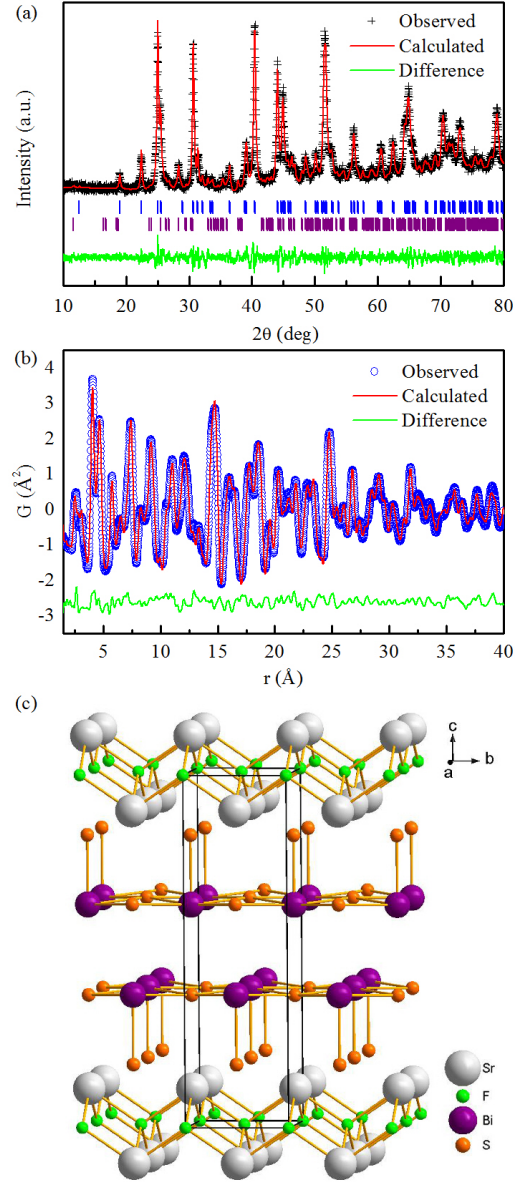 (a)
Observed
Calculated
Difference
Intensity (a.u.)
10 20 30 40 50 60 70 80
2θ (deg)
(b)
4
3
2
1
0
-1
-2
-3
Observed
Calculated
Difference
G (Å²)
5 10 15 20 25 30 35 40
r (Å)
(c)
c
b
a
Sr
F
Bi
S